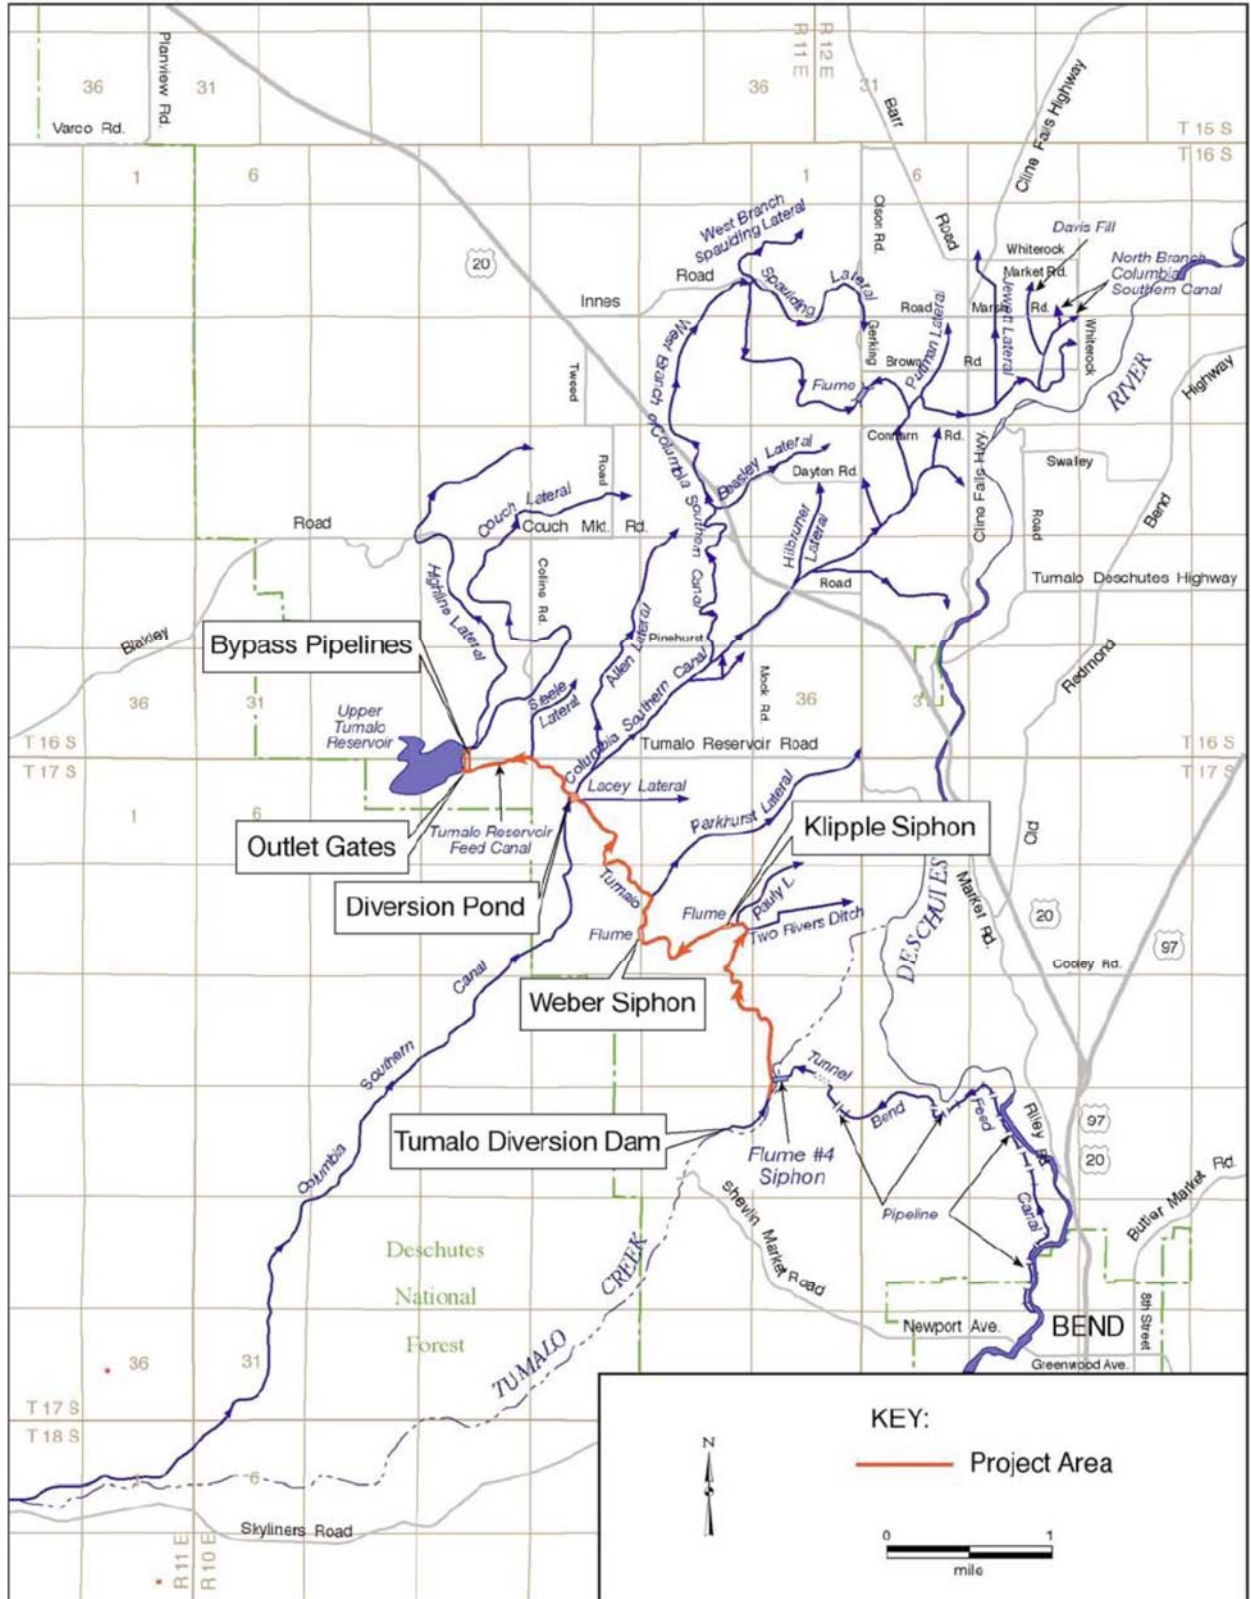 R 11 E
R 12 E
Planview Rd.
36
31
36
31
Barr
Cline Falls Highway
Varco Rd.
T 15 S
T 16 S
1
6
1
6
West Branch
Spaulding Lateral
Olson Rd.
Road
Davis Fill
20
Whiterock
Market Rd.
North Branch
Columbia
Southern Canal
Innes
Road
Spaulding
Lateral
Road
Marsh
Rd.
Jewett Lateral
Putman Lateral
Gerking
Whiterock
West Branch of Columbia Southern Canal
Tweed
Brown
Rd.
Flume
RIVER
Highway
Connarn
Rd.
Beasley Lateral
Dayton Rd.
Cline Falls Hwy.
Swalley
Road
Couch Lateral
Couch Mkt. Rd.
Road
Hillbruner
Lateral
Road
Bend
Highline Lateral
Collins Rd.
Road
Tumalo Deschutes Highway
Blakley
Bypass Pipelines
Allen Lateral
Pinehurst
Redmond
36
31
Steele
Lateral
Columbia Southern Canal
Mock Rd.
36
31
Upper
Tumalo
Reservoir
T 16 S
T 17 S
Tumalo Reservoir Road
T 16 S
T 17 S
Lacey Lateral
1
6
Outlet Gates
Tumalo Reservoir
Feed Canal
Parkhurst Lateral
Klipple Siphon
Old
Diversion Pond
Tumalo
Pauly L.
Flume
Flume
Two Rivers Ditch
DESCHUTES
Market Rd.
20
97
Cooley Rd.
Weber Siphon
Canal
Southern
Columbia
Tunnel
Bend
Feed
Canal
Riley Rd.
97
20
Tumalo Diversion Dam
Flume #4
Siphon
Pipeline
Butler Market Rd.
Shevlin
Market Road
Deschutes
National
Forest
TUMALO
CREEK
Newport Ave.
BEND
8th Street
Greenwood Ave.
36
31
T 17 S
T 18 S
1
6
Skyliners Road
R 11 E
R 10 E
KEY:
Project Area
N
0
1
mile